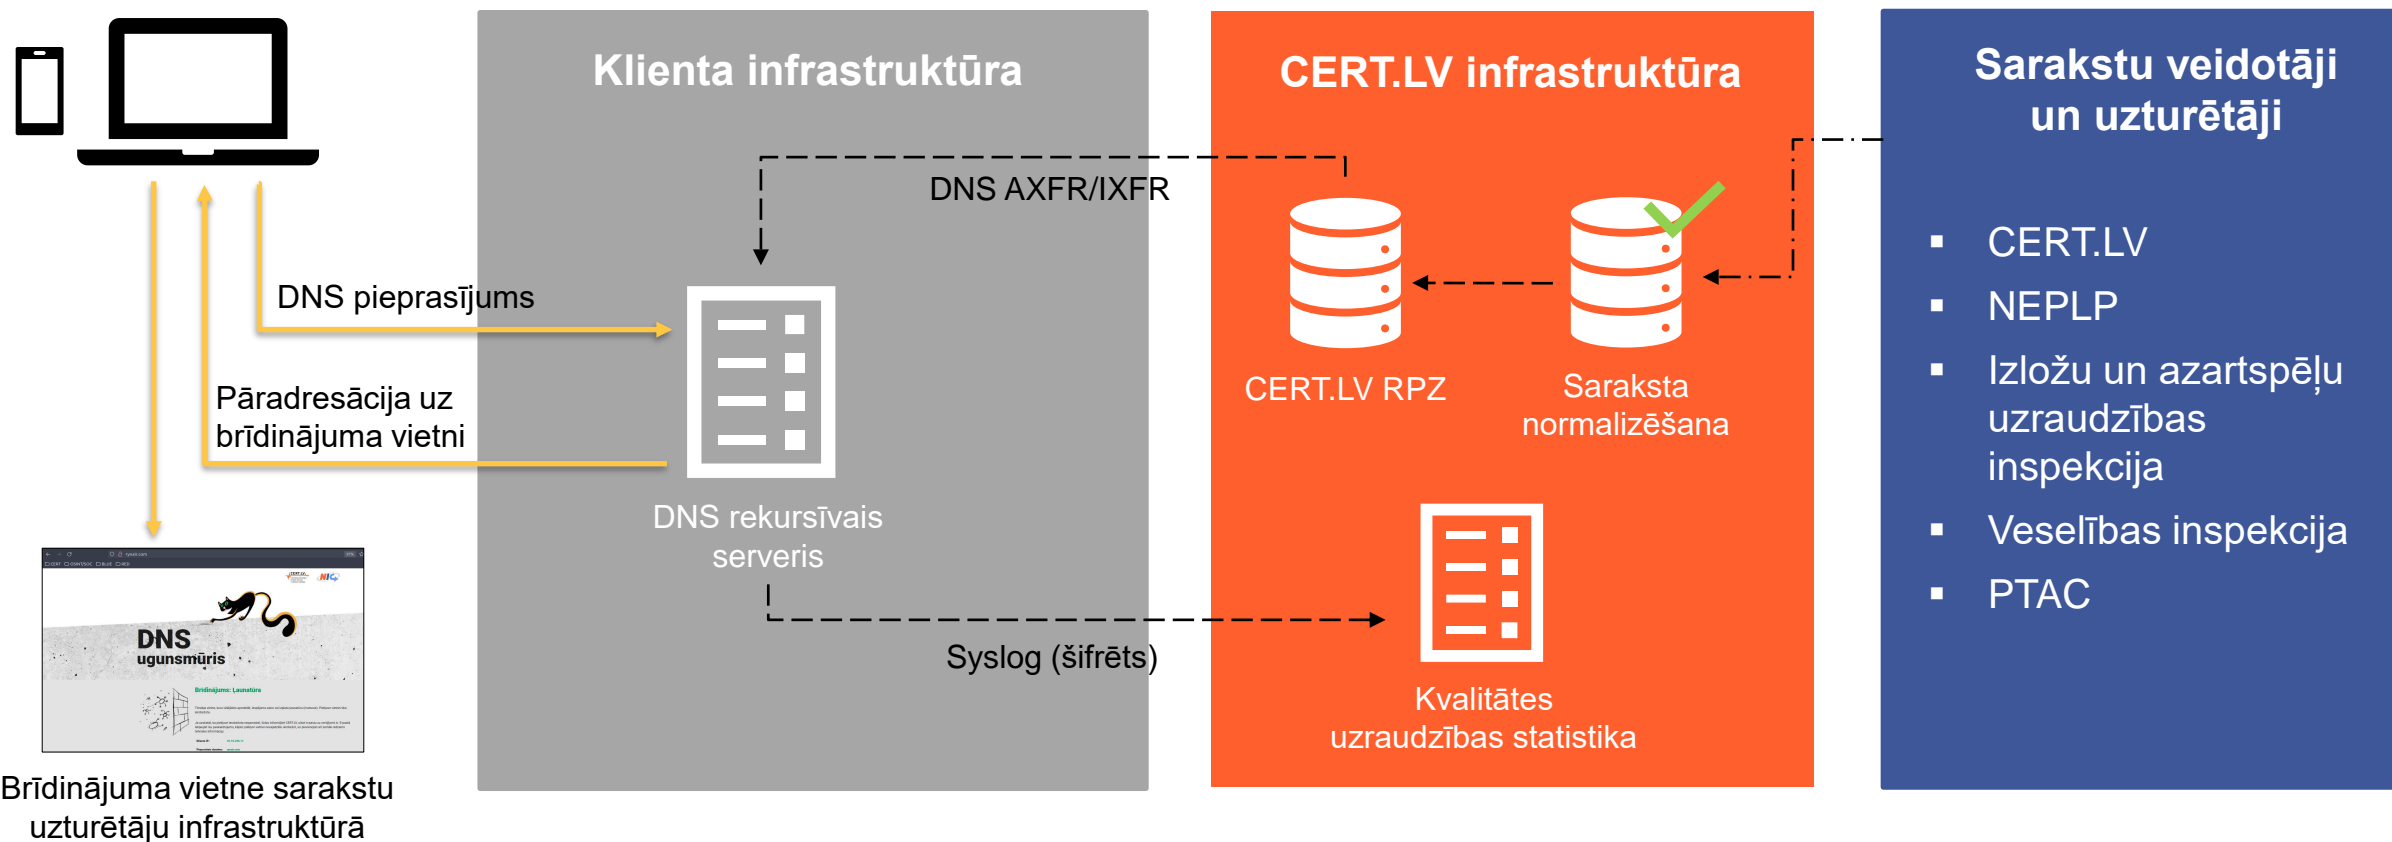 Klienta infrastruktūra
CERT.LV infrastruktūra
Sarakstu veidotāji
un uzturētāji
DNS AXFR/IXFR
DNS pieprasījums
Pāradresācija uz
brīdinājuma vietni
DNS rekursīvais
serveris
CERT.LV RPZ
Saraksta
normalizēšana
Syslog (šifrēts)
Kvalitātes
uzraudzības statistika
▪ CERT.LV
▪ NEPLP
▪ Izložu un azartspēļu
uzraudzības
inspekcija
▪ Veselības inspekcija
▪ PTAC
DNS
ugunsmūris
Brīdinājums: Ļaunatūra
Brīdinājuma vietne sarakstu
uzturētāju infrastruktūrā